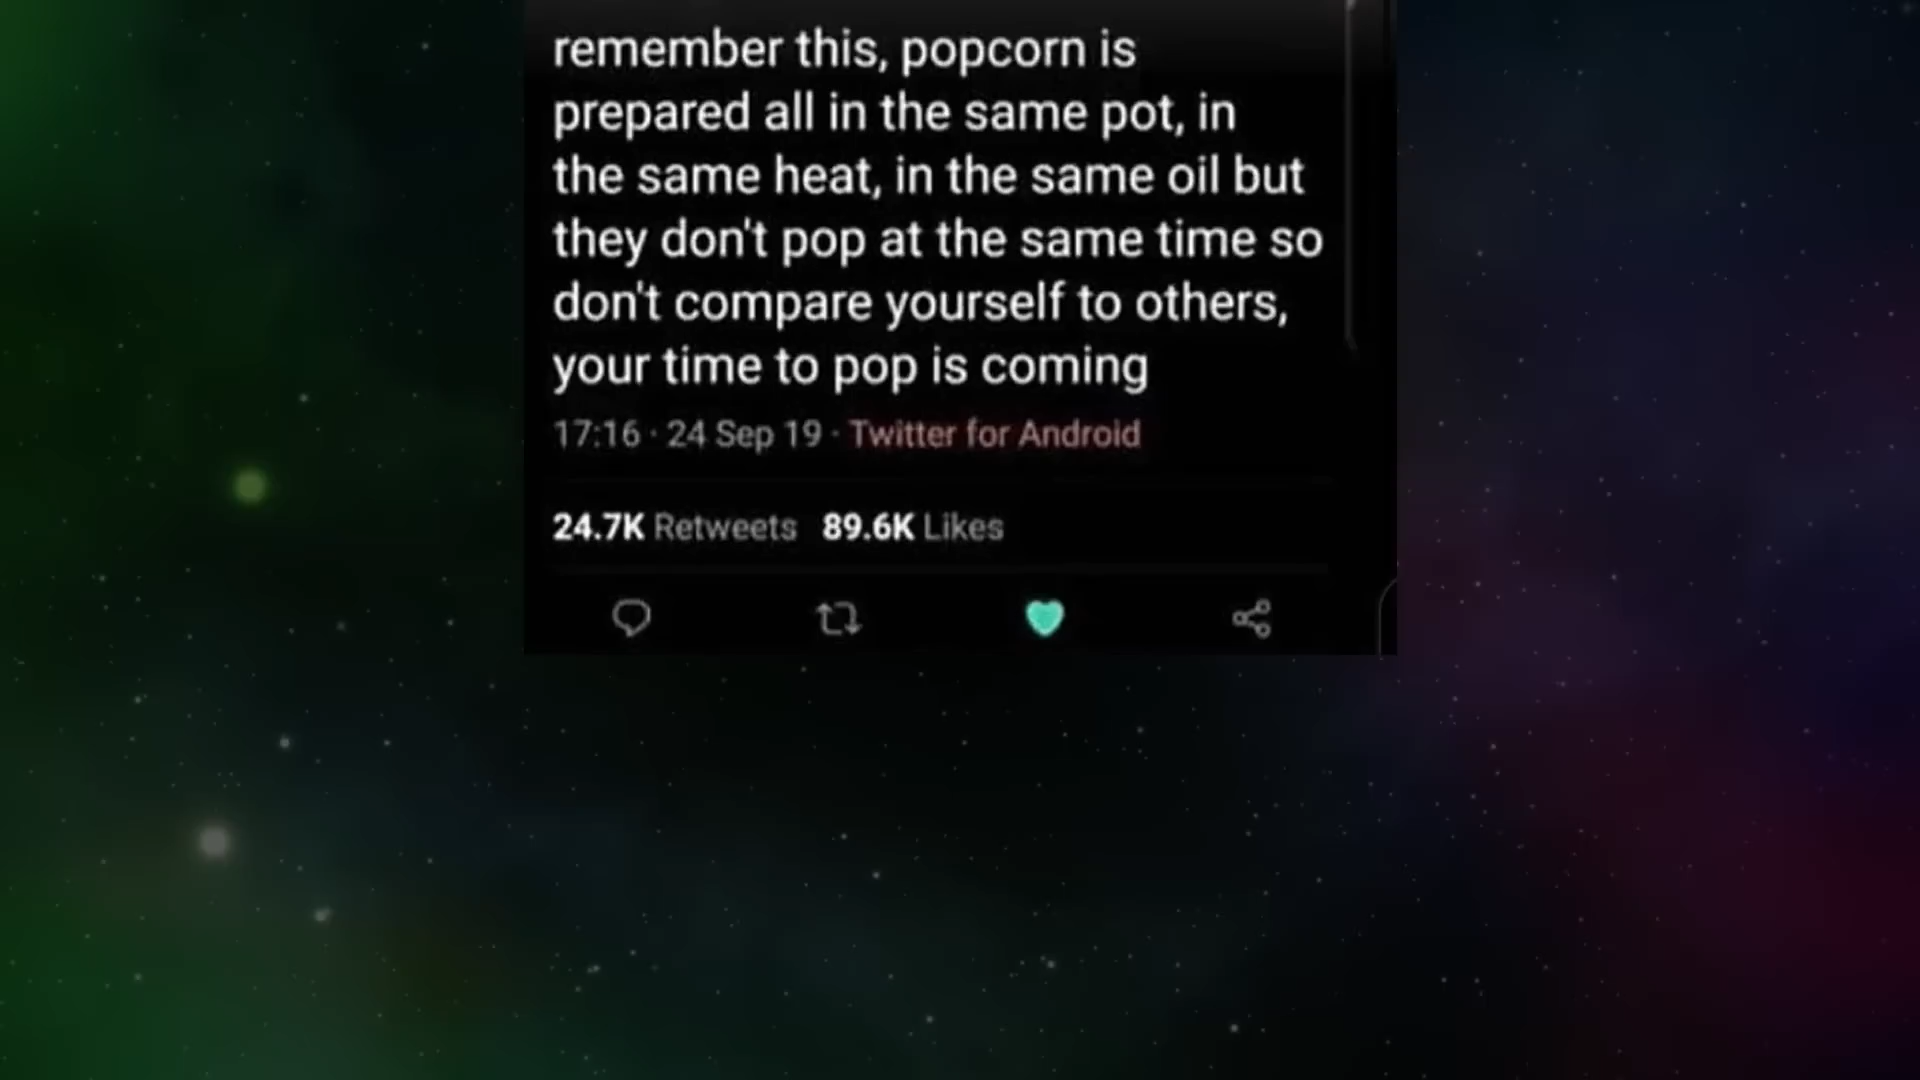 remember this, popcorn is
prepared all in the same pot, in
the same heat, in the same oil but
they don't pop at the same time so
don't compare yourself to others,
your time to pop is coming
17:16 · 24 Sep 19 · Twitter for Android
24.7K Retweets 89.6K Likes